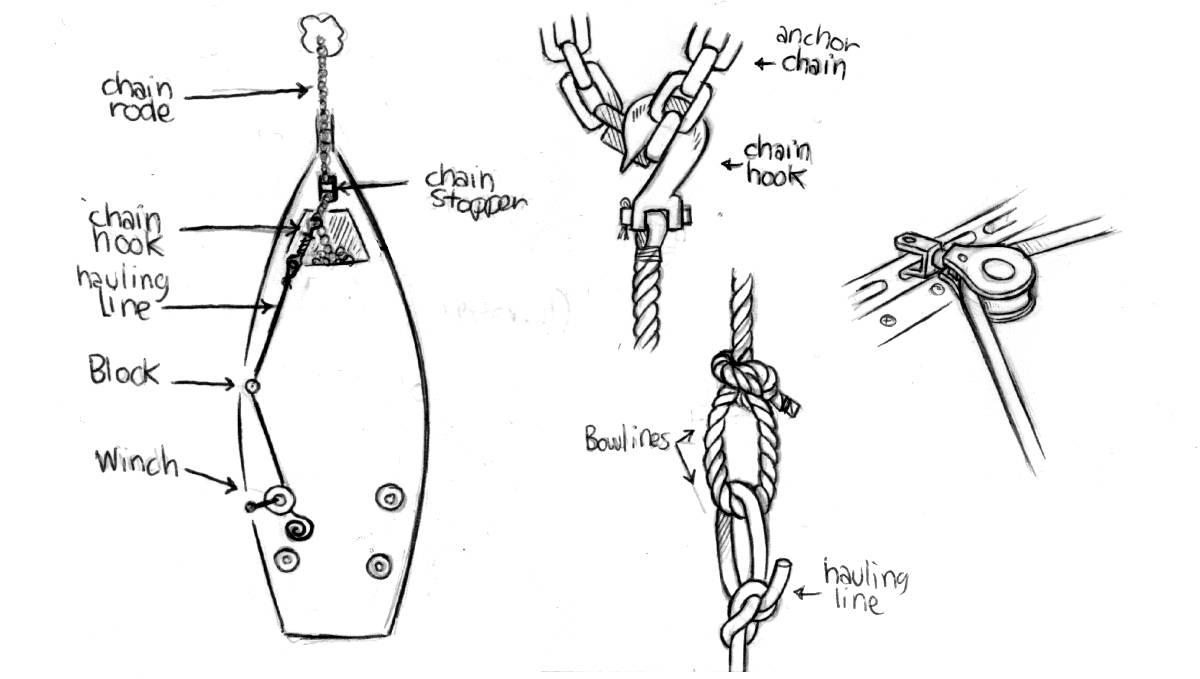 chain
rode
chain
stopper
chain
hook
hauling
line
Block
Winch
anchor
chain
chain
hook
Bowlines
hauling
line